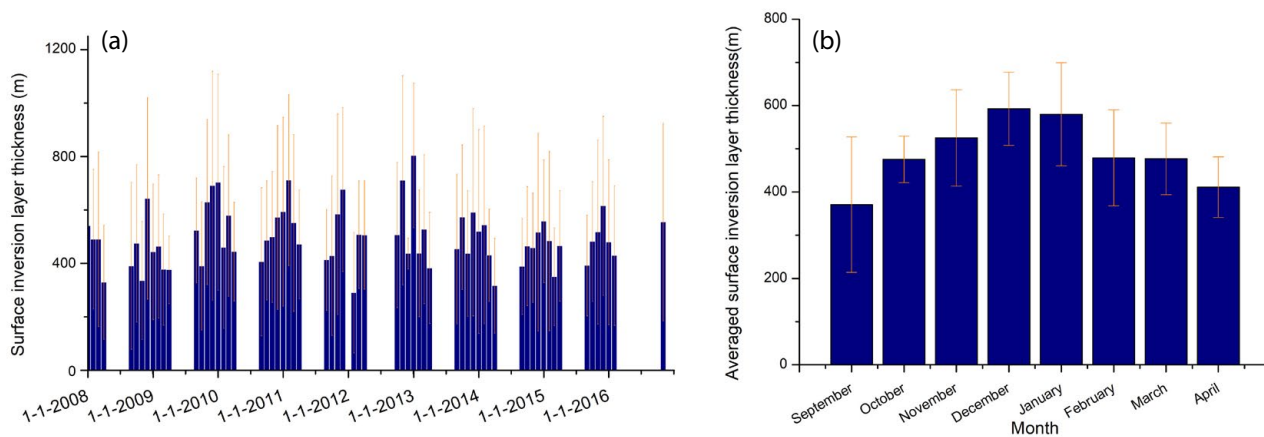 (a)
Surface inversion layer thickness (m)
1200
800
400
0
1-1-2008
1-1-2009
1-1-2010
1-1-2011
1-1-2012
1-1-2013
1-1-2014
1-1-2015
1-1-2016
(b)
Averaged surface inversion layer thickness(m)
800
600
400
200
0
September
October
November
December
January
February
March
April
Month